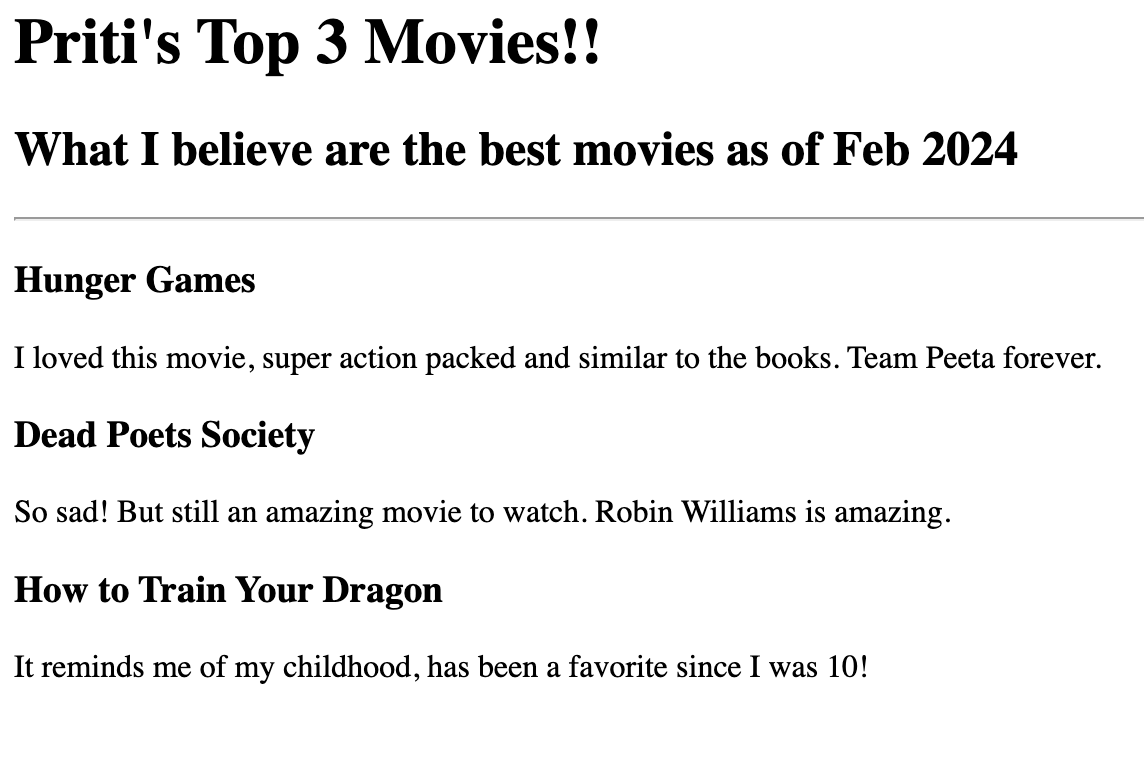 Priti's Top 3 Movies!!
What I believe are the best movies as of Feb 2024
Hunger Games
I loved this movie, super action packed and similar to the books. Team Peeta forever.
Dead Poets Society
So sad! But still an amazing movie to watch. Robin Williams is amazing.
How to Train Your Dragon
It reminds me of my childhood, has been a favorite since I was 10!